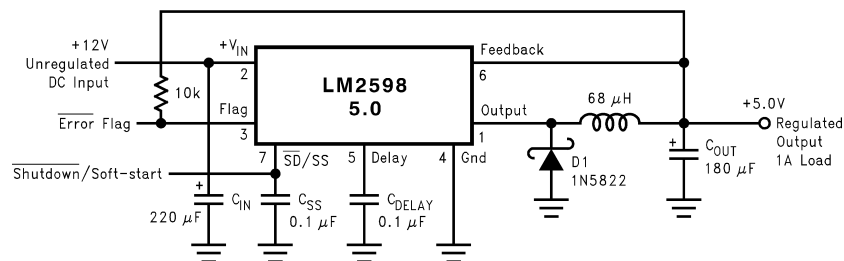 +12V
Unregulated
DC Input
+V_IN
2
10k
Flag
3
Error Flag
LM2598
5.0
Feedback
6
Output
1
68 μH
+5.0V
Regulated
Output
1A Load
7
SD/SS
5
Delay
4
Gnd
Shutdown/Soft-start
+
C_IN
220 μF
C_SS
0.1 μF
C_DELAY
0.1 μF
D1
1N5822
+
C_OUT
180 μF